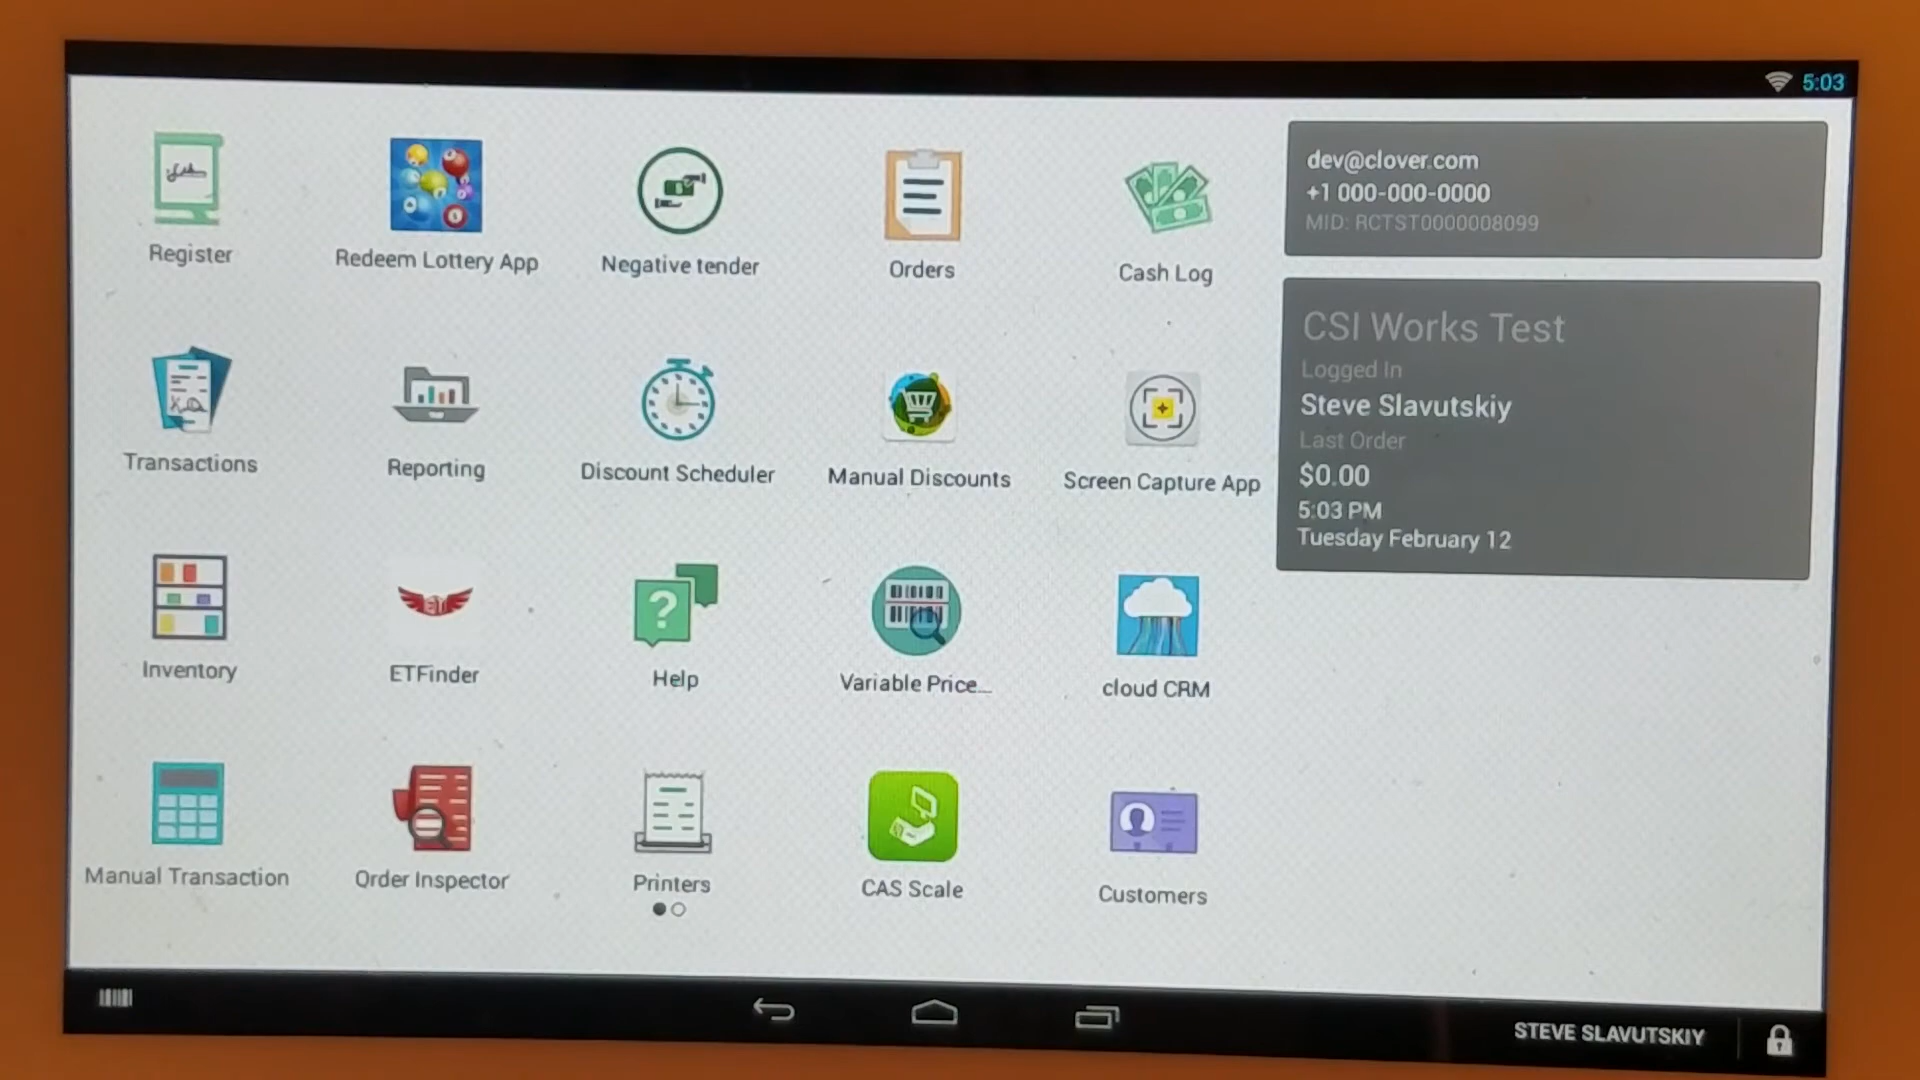 5:03
Register
Redeem Lottery App
Negative tender
Orders
Cash Log
dev@clover.com
+1 000-000-0000
MID: RCTST0000008099
Transactions
Reporting
Discount Scheduler
Manual Discounts
Screen Capture App
CSI Works Test
Logged In
Steve Slavutskiy
Last Order
$0.00
5:03 PM
Tuesday February 12
Inventory
ET
ETFinder
?
Help
Variable Price...
cloud CRM
Manual Transaction
Order Inspector
Printers
CAS Scale
Customers
STEVE SLAVUTSKIY